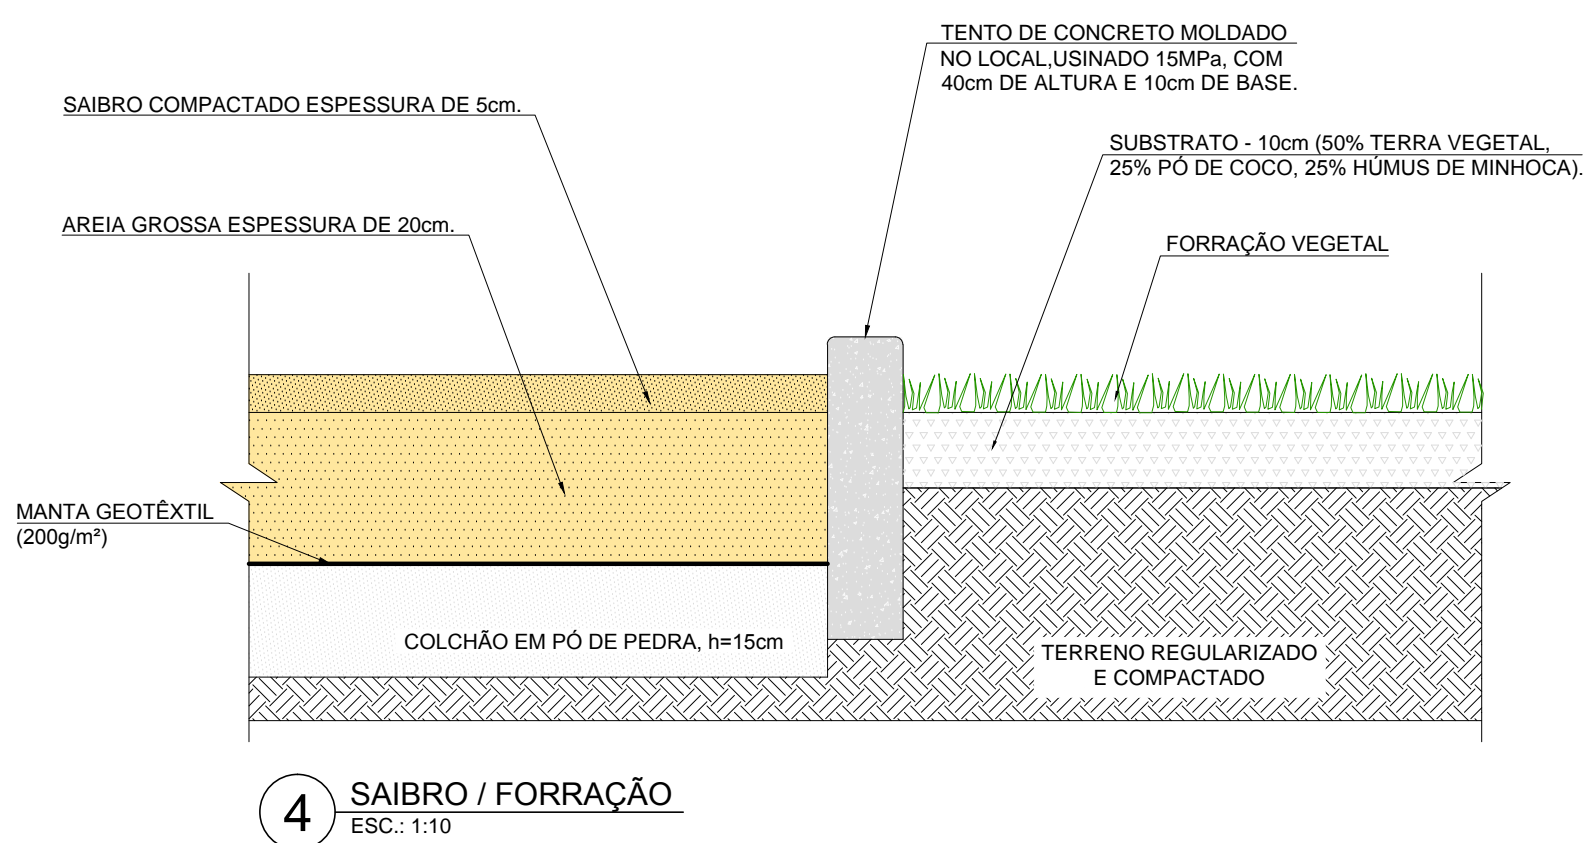 TENTO DE CONCRETO MOLDADO
NO LOCAL,USINADO 15MPa, COM
40cm DE ALTURA E 10cm DE BASE.
SAIBRO COMPACTADO ESPESSURA DE 5cm.
SUBSTRATO - 10cm (50% TERRA VEGETAL,
25% PÓ DE COCO, 25% HÚMUS DE MINHOCA).
AREIA GROSSA ESPESSURA DE 20cm.
FORRAÇÃO VEGETAL
MANTA GEOTÊXTIL
(200g/m²)
COLCHÃO EM PÓ DE PEDRA, h=15cm
TERRENO REGULARIZADO
E COMPACTADO
4
SAIBRO / FORRAÇÃO
ESC.: 1:10